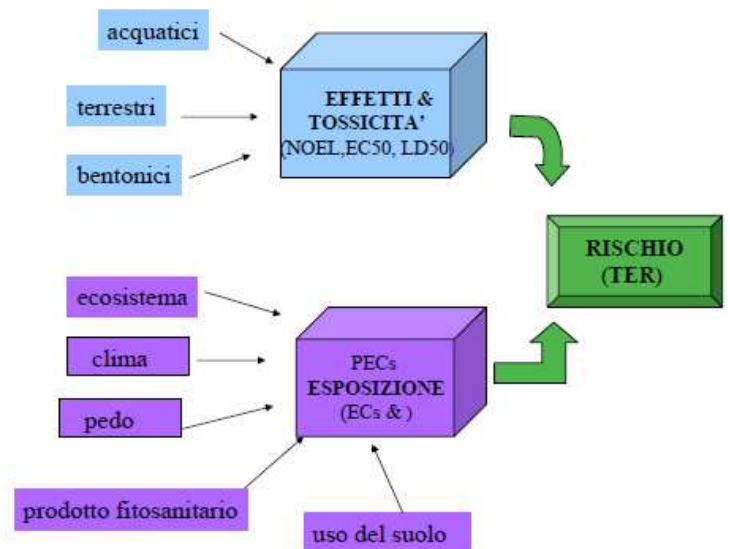 acquatici
terrestri
bentonici
EFFETTI &
TOSSICITA'
(NOEL,EC50, LD50)
RISCHIO
(TER)
ecosistema
clima
pedo
prodotto fitosanitario
uso del suolo
PECs
ESPOSIZIONE
(ECs & )